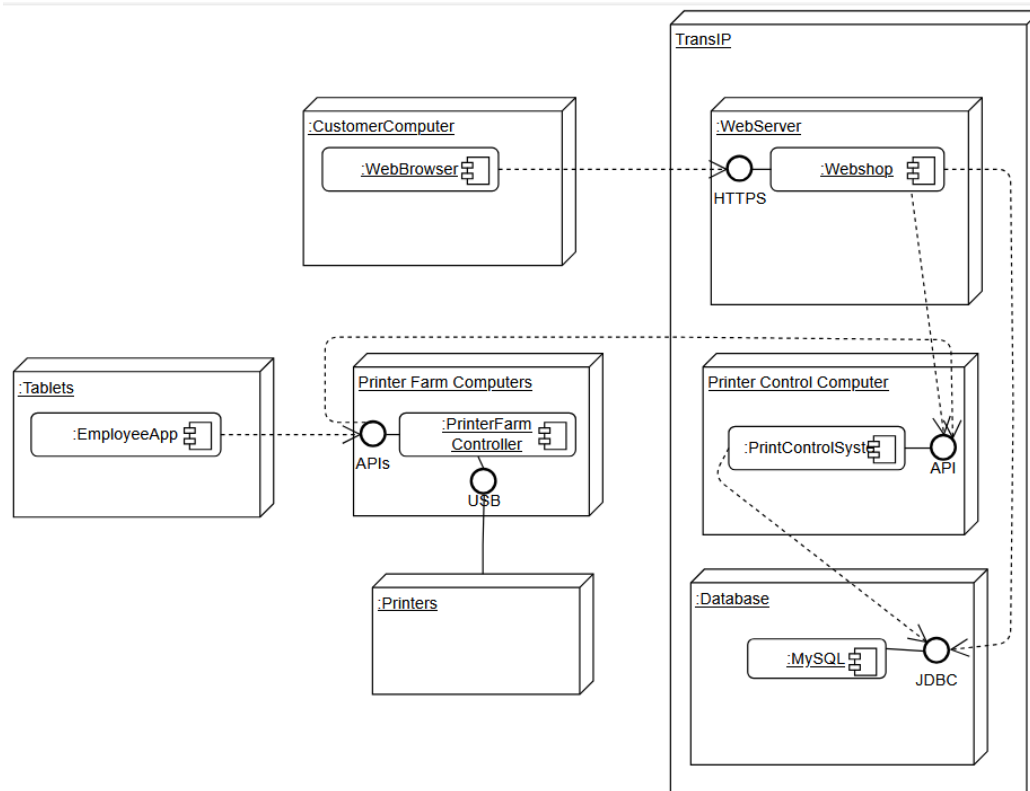 TransIP
:CustomerComputer
:WebBrowser
:WebServer
:Webshop
HTTPS
:Tablets
:EmployeeApp
Printer Farm Computers
:PrinterFarm
Controller
APIs
USB
Printer Control Computer
:PrintControlSyste
API
:Printers
:Database
:MySQL
JDBC